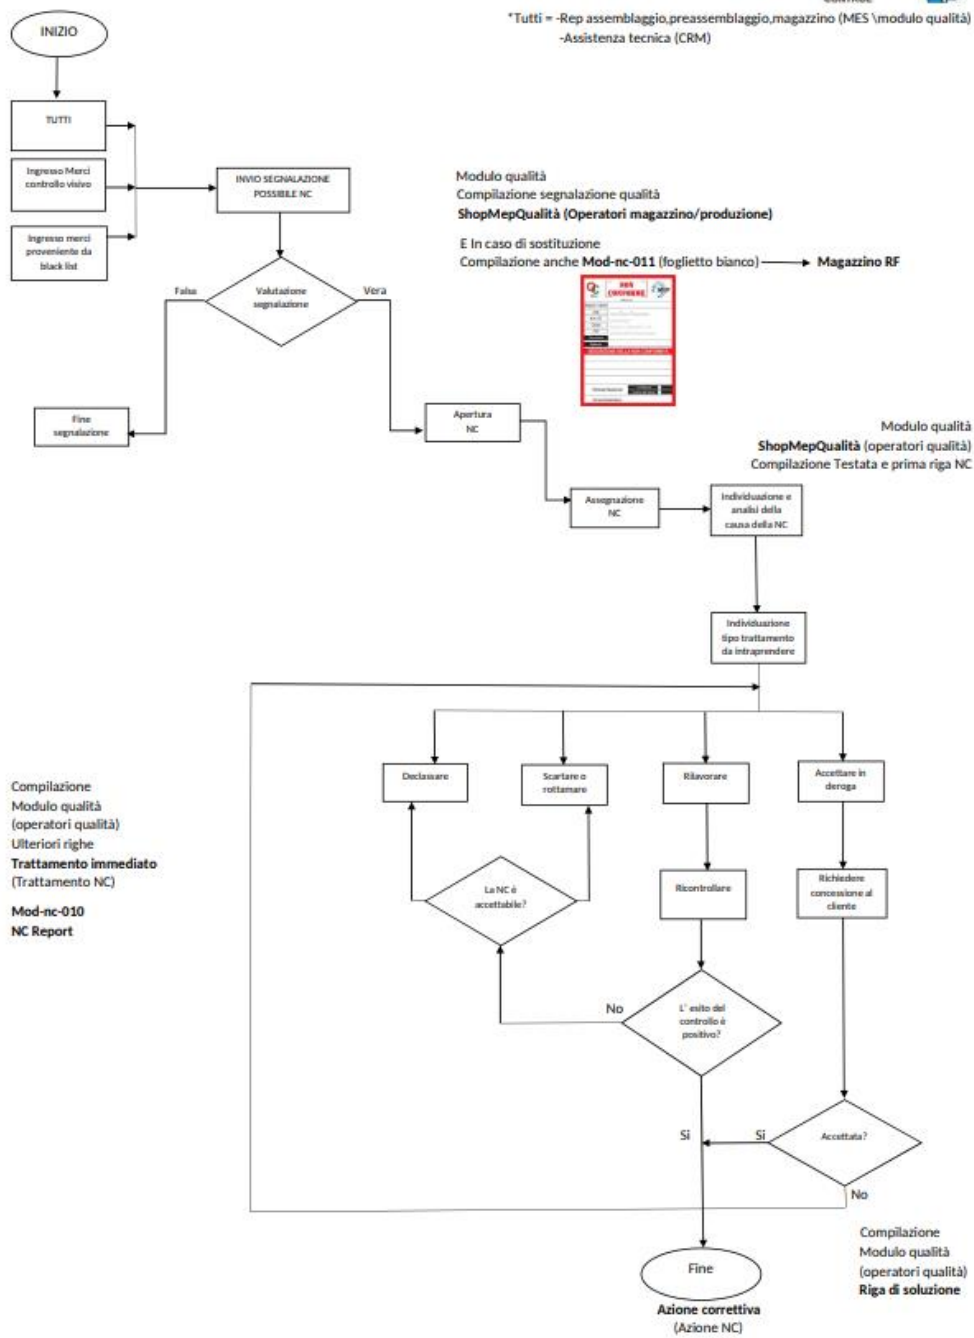 *Tutti = -Rep assemblaggio,preassemblaggio,magazzino (MES \modulo qualità)
-Assistenza tecnica (CRM)
INIZIO
TUTTI
Ingresso Merci
controllo visivo
Ingresso merci
proveniente da
black list
INVIO SEGNALAZIONE
POSSIBILE NC
Modulo qualità
Compilazione segnalazione qualità
ShopMepQualità (Operatori magazzino/produzione)
E In caso di sostituzione
Compilazione anche Mod-nc-011 (foglietto bianco)
Magazzino RF
NON
CONFORME
Falsa
Valutazione
segnalazione
Vera
Fine
segnalazione
Apertura
NC
Modulo qualità
ShopMepQualità (operatori qualità)
Compilazione Testata e prima riga NC
Assegnazione
NC
Individuazione e
analisi della
causa della NC
Individuazione
tipo trattamento
da intraprendere
Declassare
Scartare o
rottamare
Rilavorare
Accettare in
deroga
Compilazione
Modulo qualità
(operatori qualità)
Ulteriori righe
Trattamento immediato
(Trattamento NC)
Mod-nc-010
NC Report
La NC è
accettabile?
Ricontrollare
Richiedere
concessione al
cliente
No
L' esito del
controllo è
positivo?
Si
Si
Accettata?
No
Compilazione
Modulo qualità
(operatori qualità)
Riga di soluzione
Fine
Azione correttiva
(Azione NC)